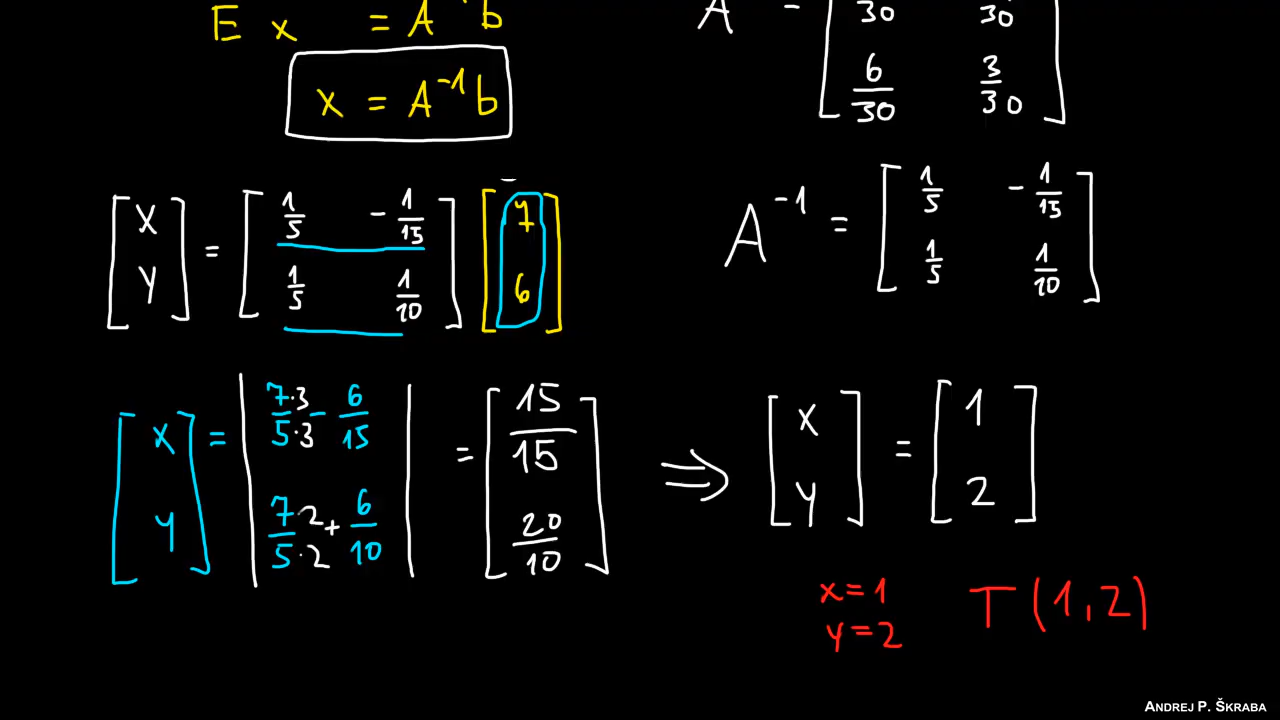 E x = A⁻¹b
x = A⁻¹b
A⁻¹ = [ 6/30 3/30 ]
[ x ; y ] = [ 1/5 -1/15 ; 1/5 1/10 ] [ 7 ; 6 ]
A⁻¹ = [ 1/5 -1/15 ; 1/5 1/10 ]
[ x ; y ] = | 7·3/5·3 - 6/15 ; 7·2/5·2 + 6/10 | = [ 15/15 ; 20/10 ] ⇒ [ x ; y ] = [ 1 ; 2 ]
x=1
y=2
T(1,2)
ANDREJ P. ŠKRABA